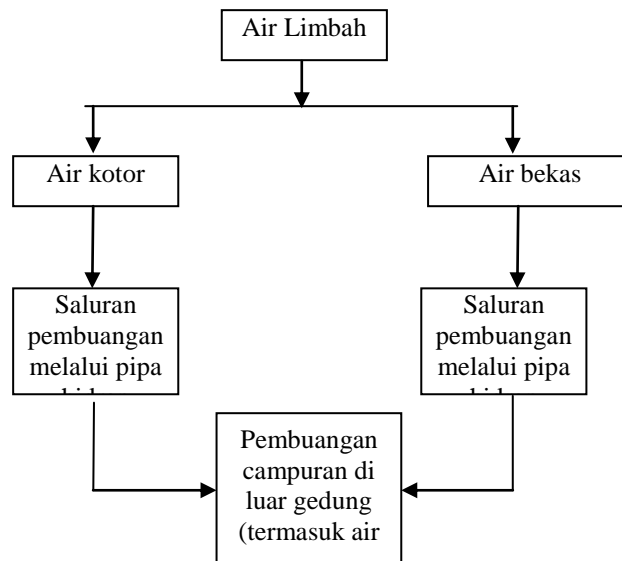 Air Limbah
Air kotor
Air bekas
Saluran
pembuangan
melalui pipa
Saluran
pembuangan
melalui pipa
Pembuangan
campuran di
luar gedung
(termasuk air